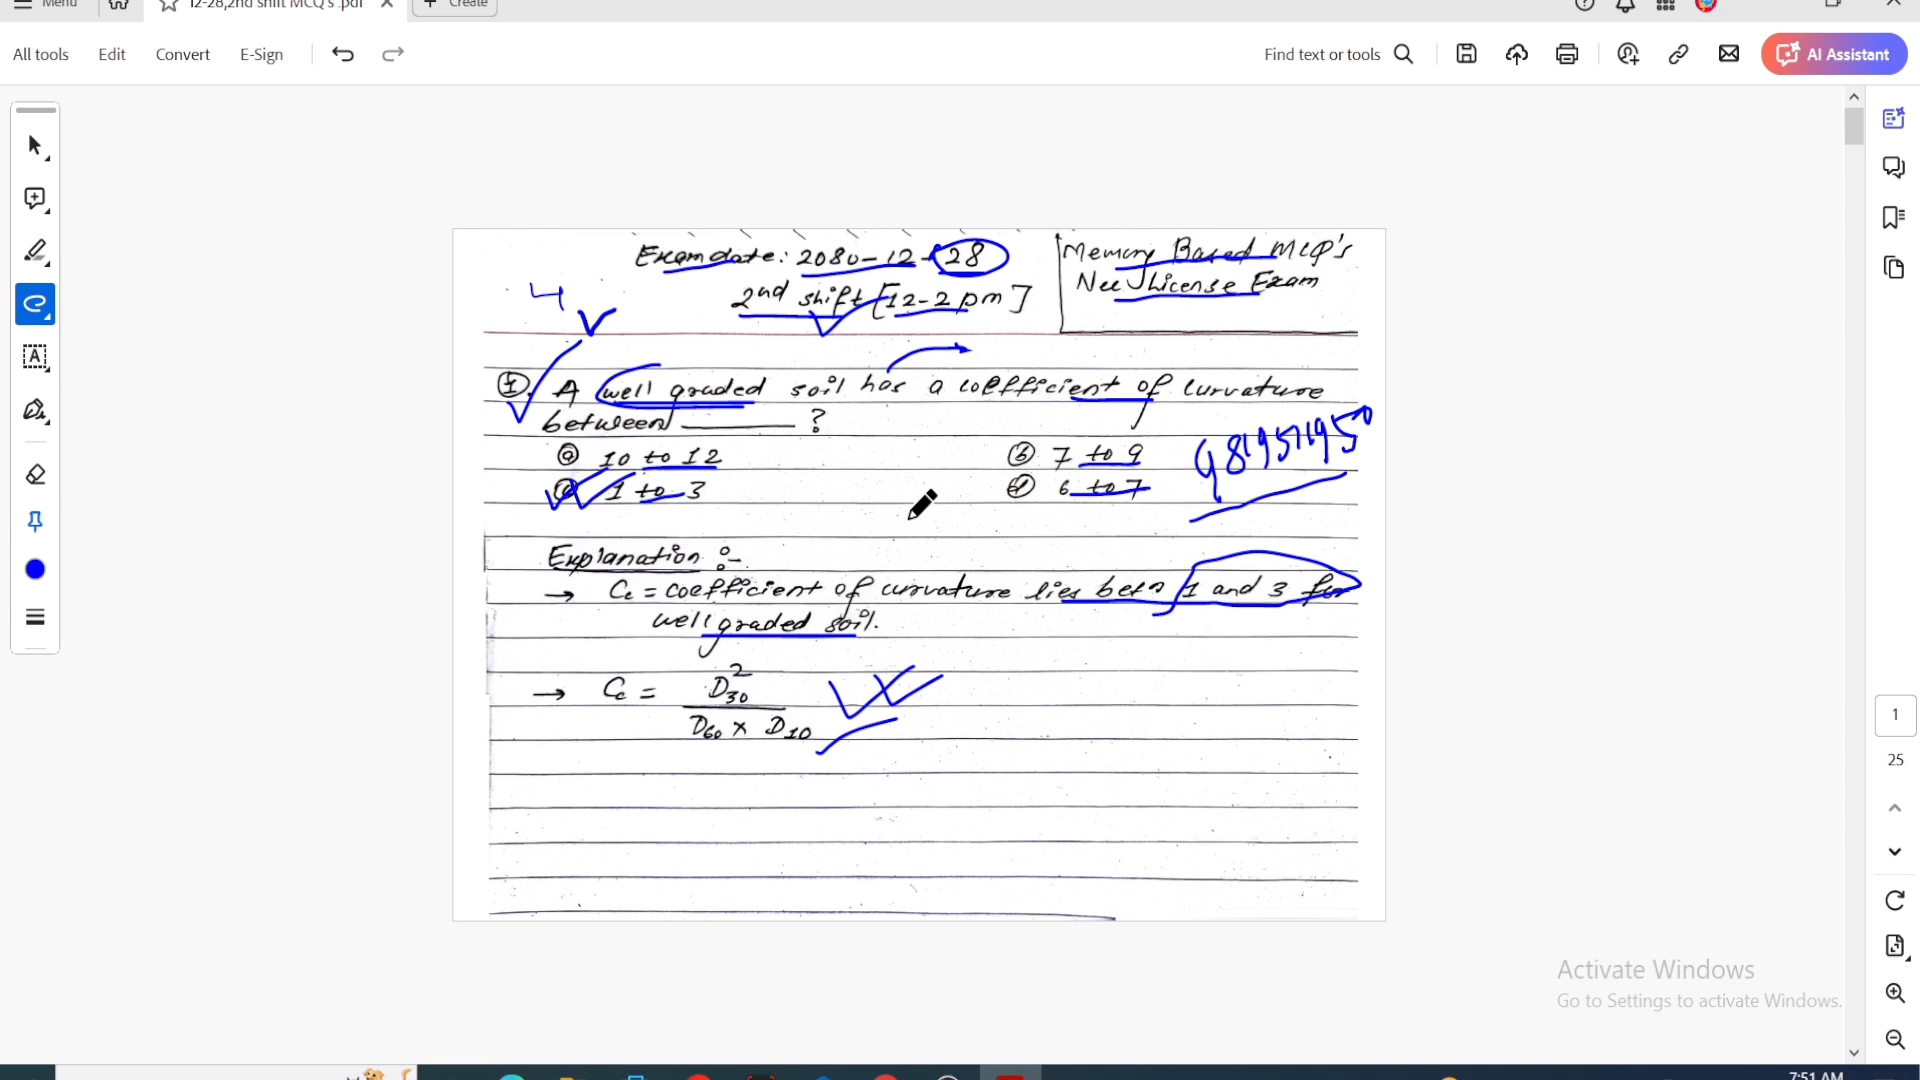 Menu
12-28,2nd shift MCQ's .pdf
Create
All tools
Edit
Convert
E-Sign
Find text or tools
AI Assistant
Exam date: 2080-12-28
2nd shift [12-2 pm]
Memory Based MCQ's
Nec License Exam
4
1. A well graded soil has a coefficient of curvature
between ______ ?
a 10 to 12
b 7 to 9
c 1 to 3
d 6 to 7
Explanation :-
→ Cc = coefficient of curvature lies betn 1 and 3 for
well graded soil.
→ Cc = D30² / D60 x D10
1
25
Activate Windows
Go to Settings to activate Windows.
7:51 AM